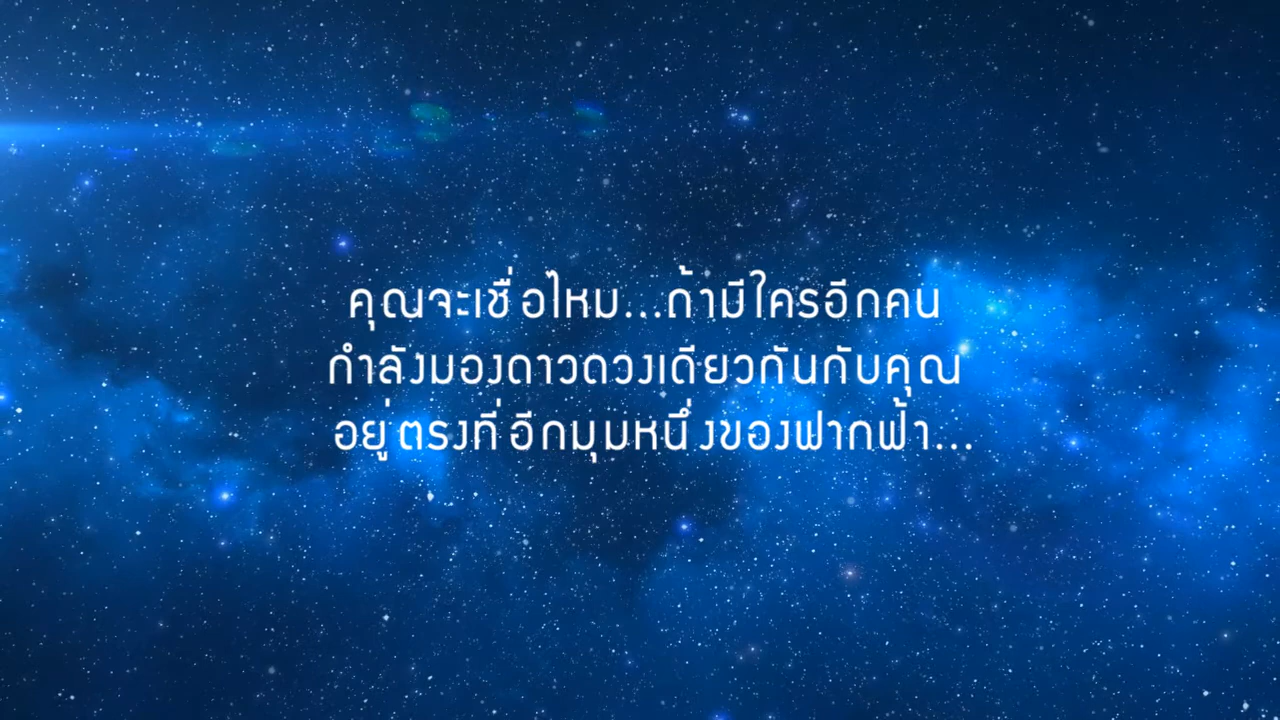 คุณจะเชื่อไหม...ถ้ามีใครอีกคน
กำลังมองดาวดวงเดียวกันกับคุณ
อยู่ตรงที่อีกมุมหนึ่งของฟากฟ้า...